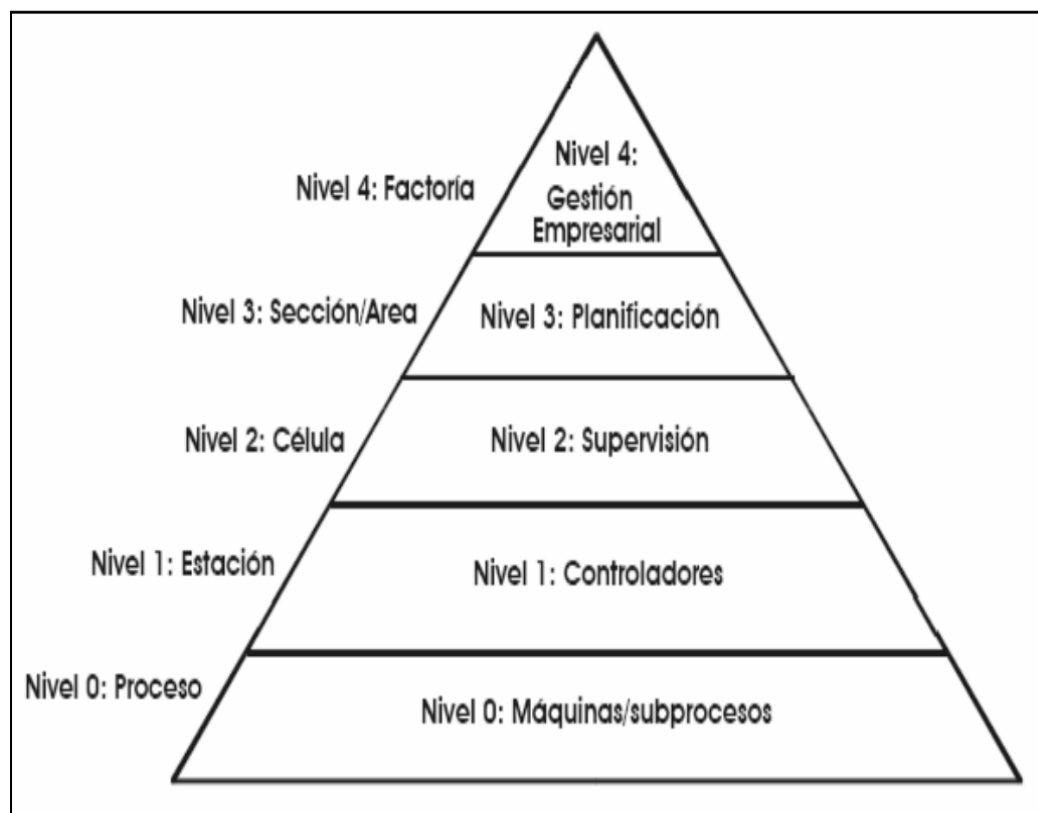 Nivel 4:
Nivel 4: Factoría
Gestión
Empresarial
Nivel 3: Sección/Area
Nivel 3: Planificación
Nivel 2: Célula
Nivel 2: Supervisión
Nivel 1: Estación
Nivel 1: Controladores
Nivel 0: Proceso
Nivel 0: Máquinas/subprocesos